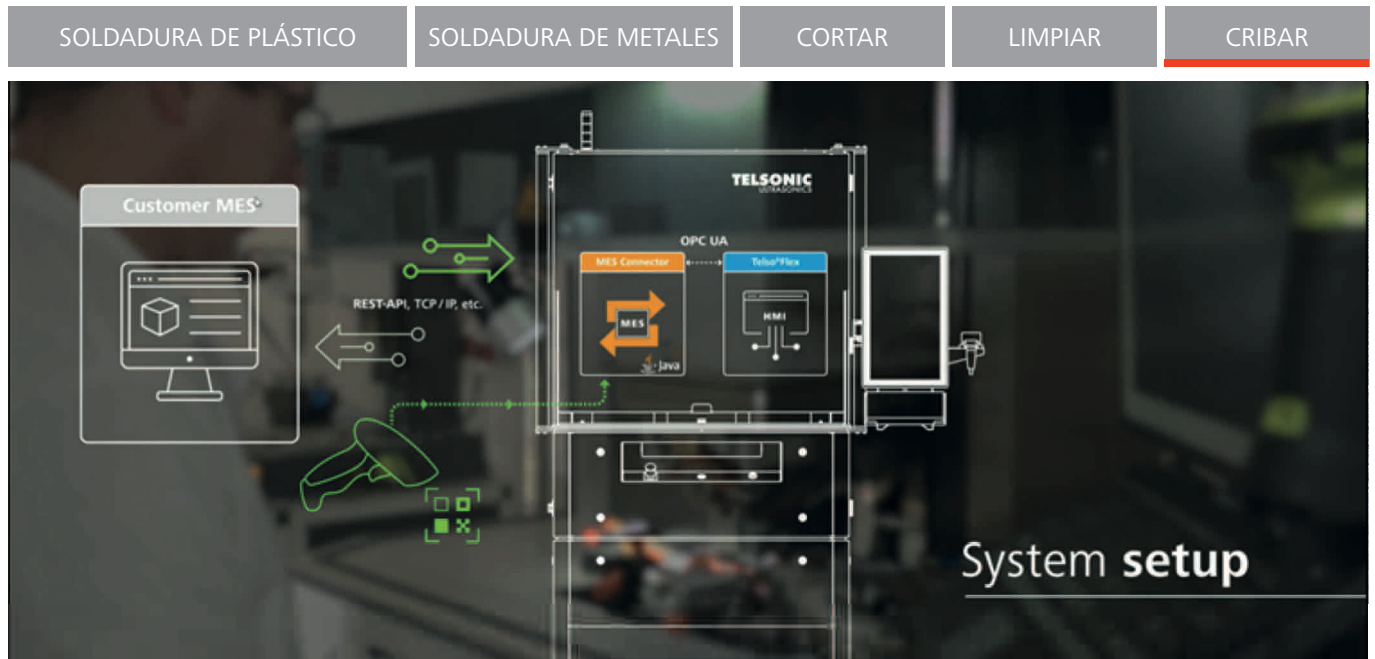 SOLDADURA DE PLÁSTICO
SOLDADURA DE METALES
CORTAR
LIMPIAR
CRIBAR
TELSONIC
ULTRASONICS
Customer MES
OPC UA
MES Connector
Telso®Flex
REST-API, TCP / IP, etc.
MES
HMI
Java
System setup